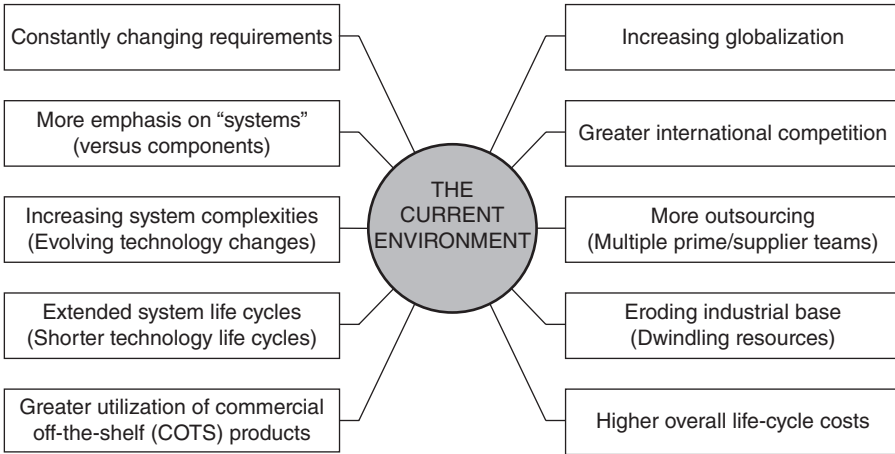 Constantly changing requirements
More emphasis on “systems”
(versus components)
Increasing system complexities
(Evolving technology changes)
Extended system life cycles
(Shorter technology life cycles)
Greater utilization of commercial
off-the-shelf (COTS) products
THE
CURRENT
ENVIRONMENT
Increasing globalization
Greater international competition
More outsourcing
(Multiple prime/supplier teams)
Eroding industrial base
(Dwindling resources)
Higher overall life-cycle costs